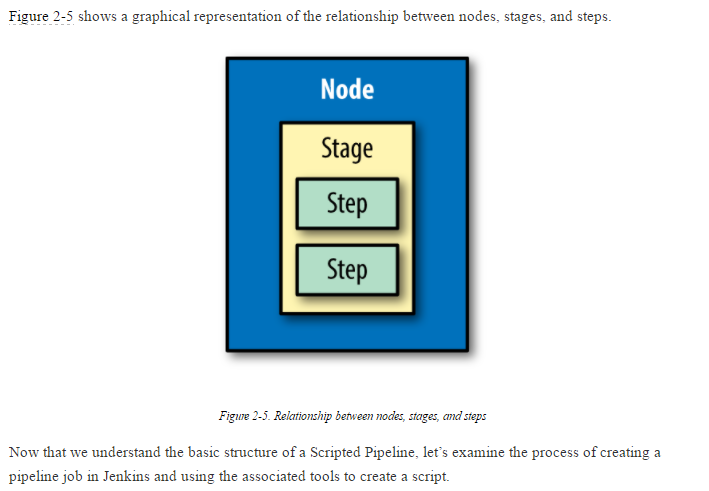 Figure 2-5 shows a graphical representation of the relationship between nodes, stages, and steps.
Node
Stage
Step
Step
Figure 2-5. Relationship between nodes, stages, and steps
Now that we understand the basic structure of a Scripted Pipeline, let’s examine the process of creating a
pipeline job in Jenkins and using the associated tools to create a script.